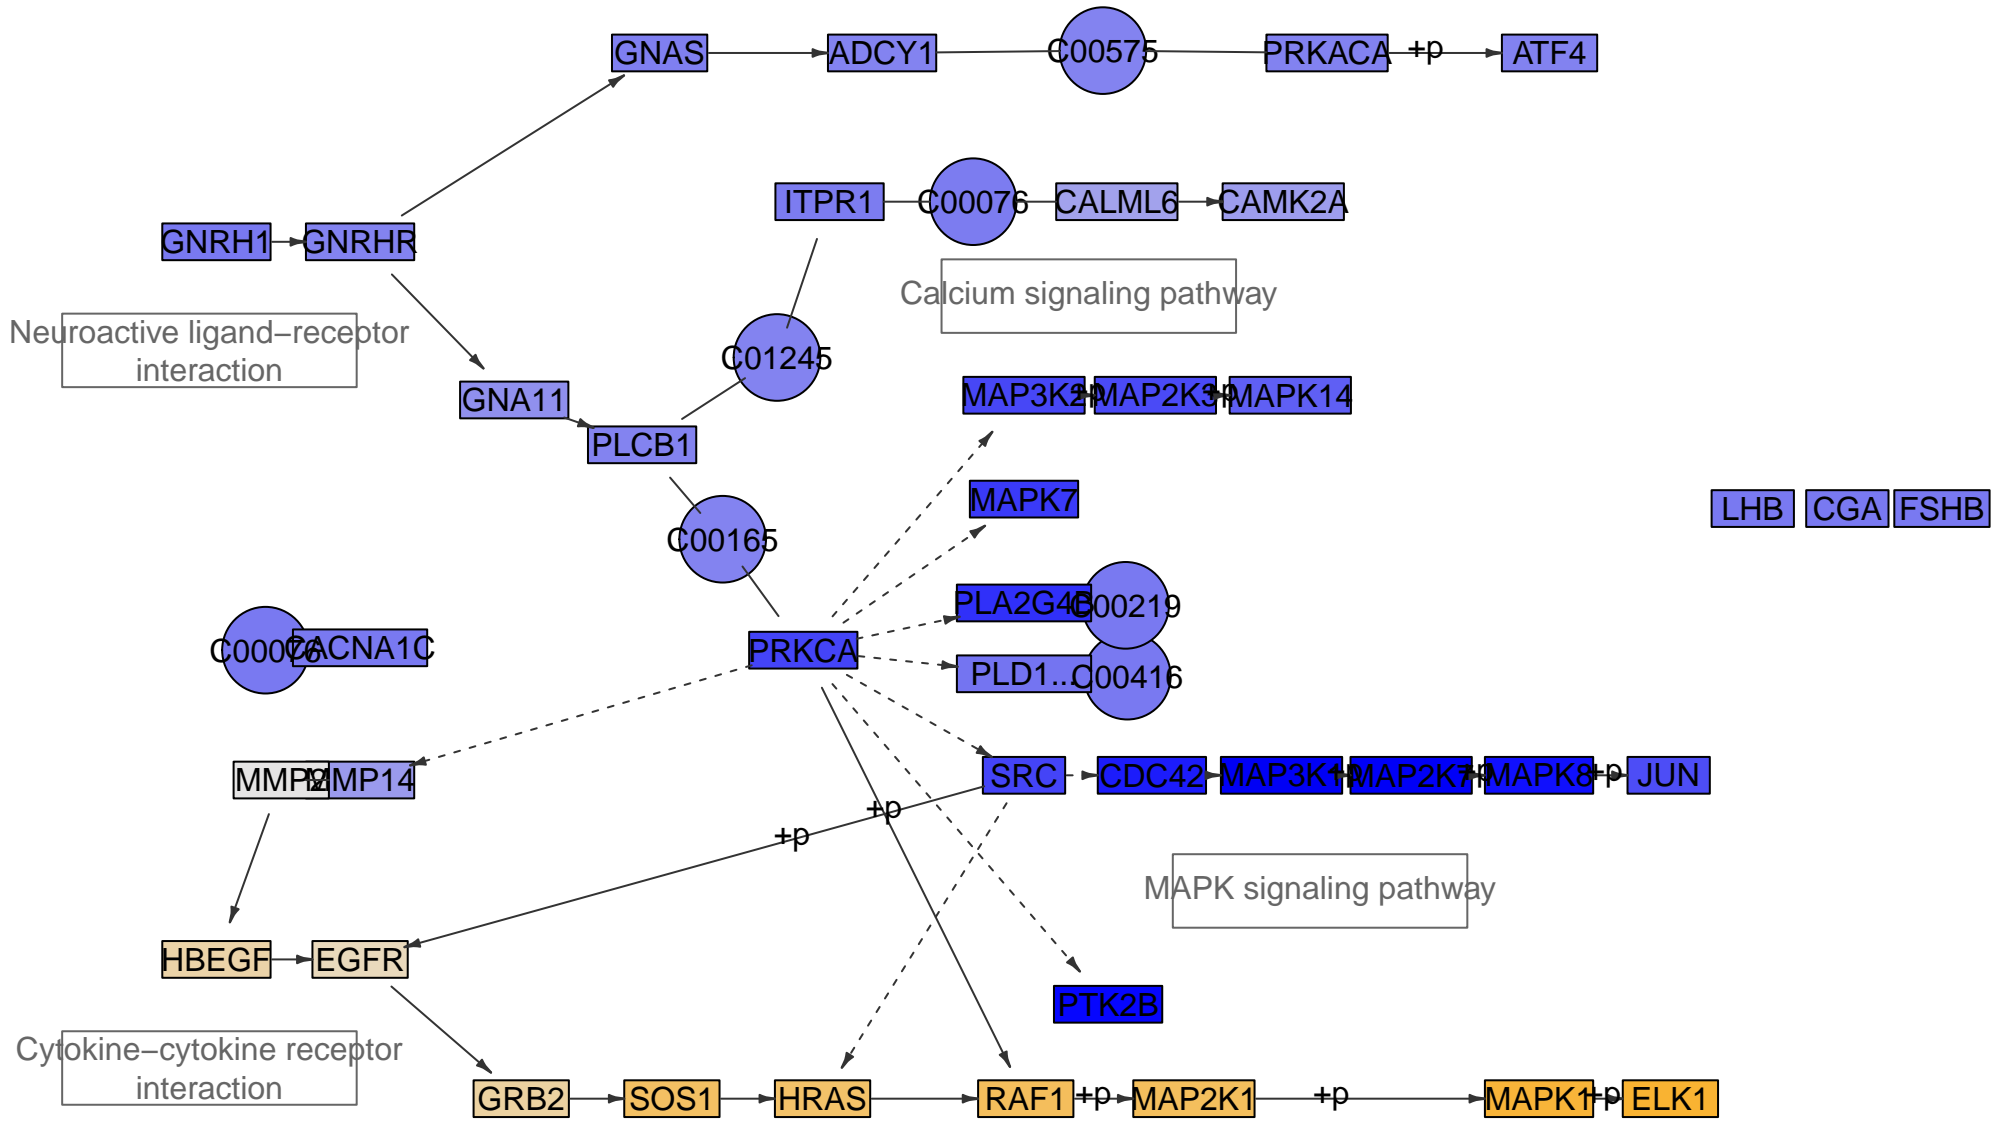 GNAS
ADCY1
C00575
PRKACA
+p
ATF4
ITPR1
C00076
CALML6
CAMK2A
GNRH1
GNRHR
Calcium signaling pathway
Neuroactive ligand–receptor
interaction
C01245
GNA11
PLCB1
MAP3K2
+p
MAP2K3
+p
MAPK14
MAPK7
LHB
CGA
FSHB
C00165
PLA2G4B
C00219
C00076
CACNA1C
PRKCA
PLD1...
C00416
MMP2
MMP14
SRC
CDC42
MAP3K1
+p
MAP2K7
+p
MAPK8
+p
JUN
+p
+p
MAPK signaling pathway
HBEGF
EGFR
PTK2B
Cytokine–cytokine receptor
interaction
GRB2
SOS1
HRAS
RAF1
+p
MAP2K1
+p
MAPK1
+p
ELK1